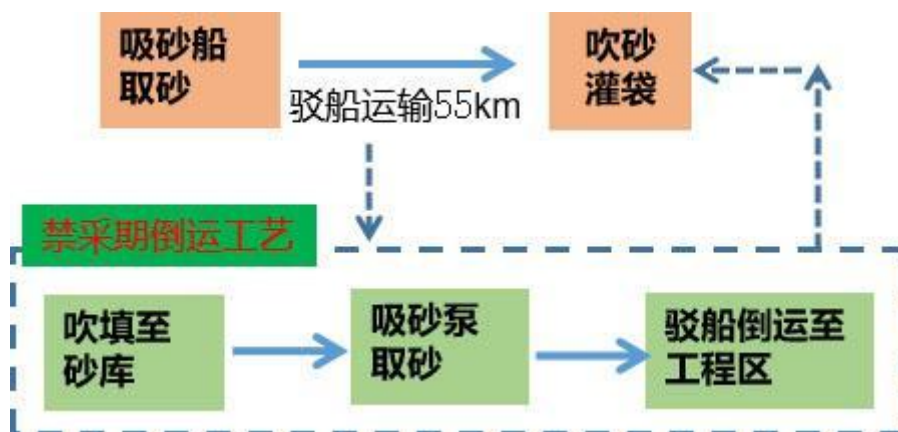 吸砂船
取砂
驳船运输55km
吹砂
灌袋
禁采期倒运工艺
吹填至
砂库
吸砂泵
取砂
驳船倒运至
工程区